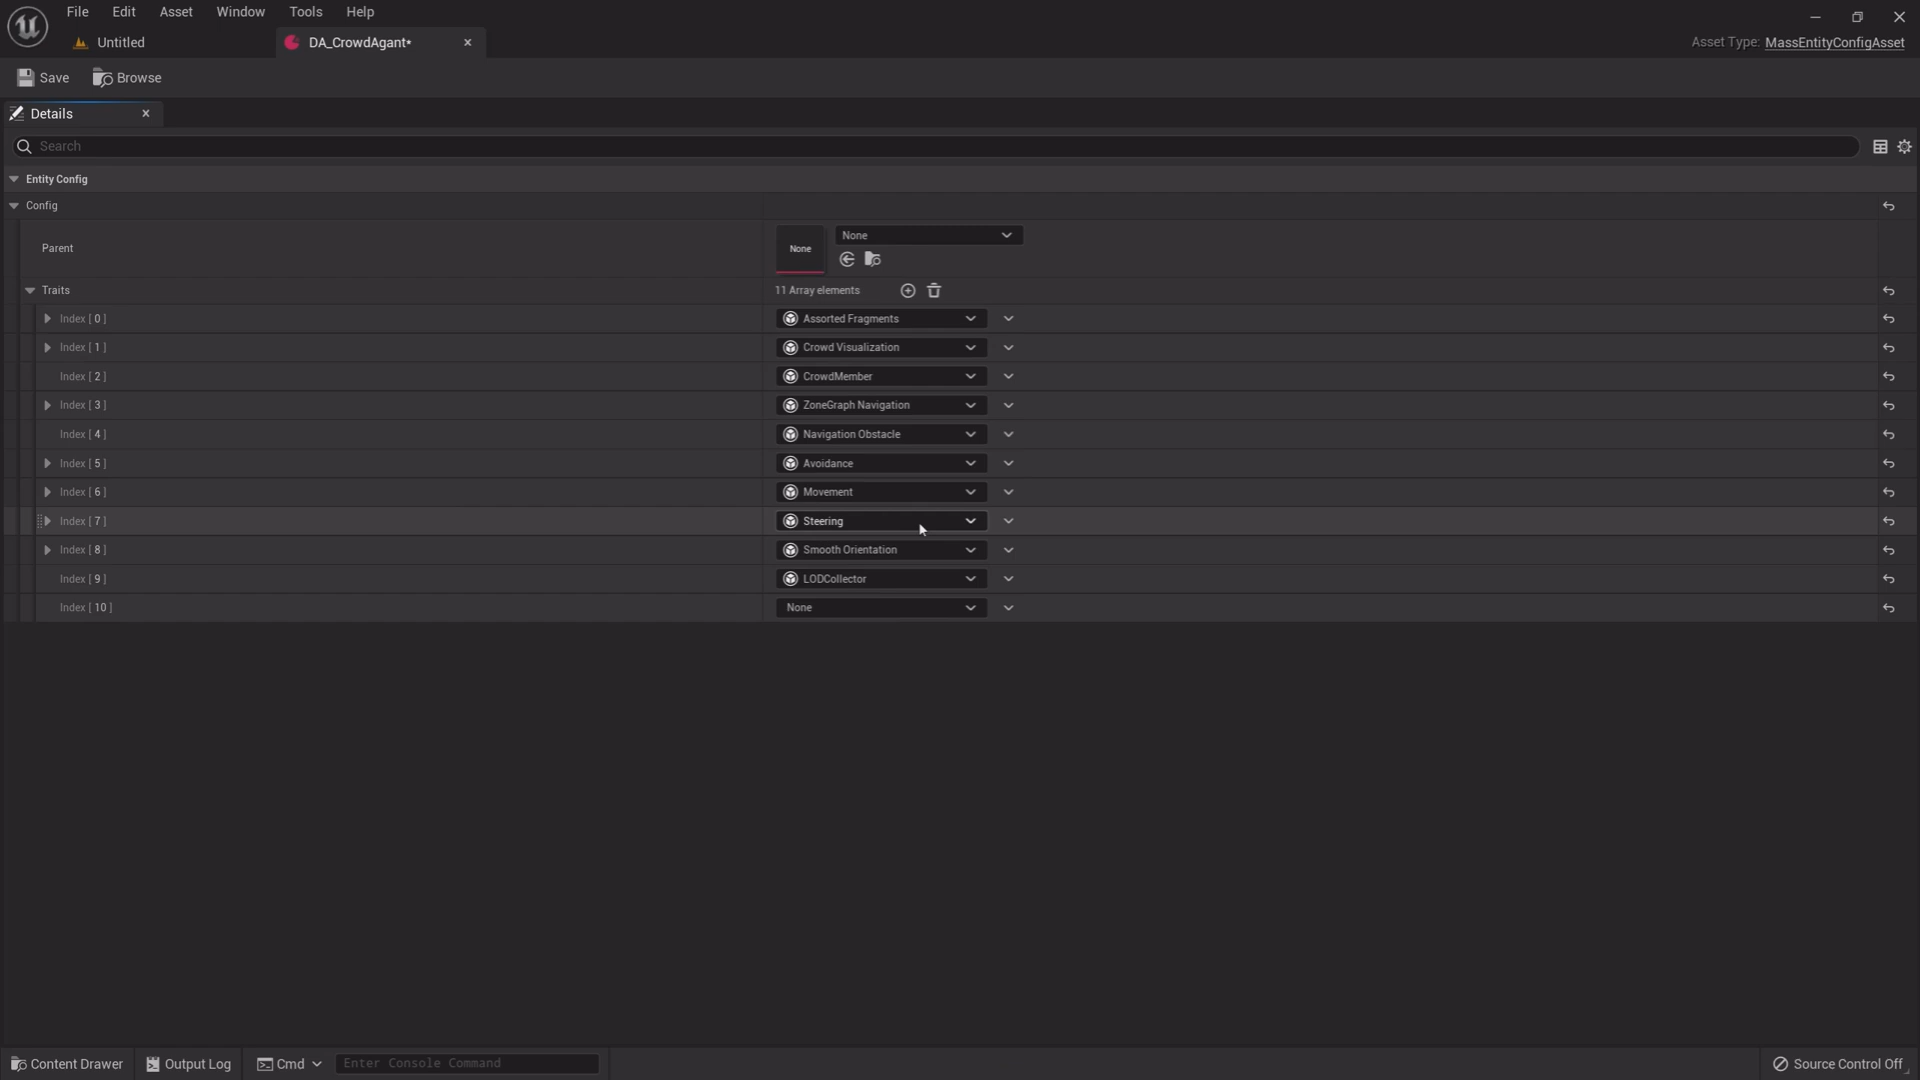 File Edit Asset Window Tools Help
Untitled DA_CrowdAgant* Asset Type: MassEntityConfigAsset
Save Browse
Details
Search
Entity Config
Config
Parent None None
Traits 11 Array elements
Index [ 0 ] Assorted Fragments
Index [ 1 ] Crowd Visualization
Index [ 2 ] CrowdMember
Index [ 3 ] ZoneGraph Navigation
Index [ 4 ] Navigation Obstacle
Index [ 5 ] Avoidance
Index [ 6 ] Movement
Index [ 7 ] Steering
Index [ 8 ] Smooth Orientation
Index [ 9 ] LODCollector
Index [ 10 ] None
Content Drawer Output Log Cmd Enter Console Command Source Control Off